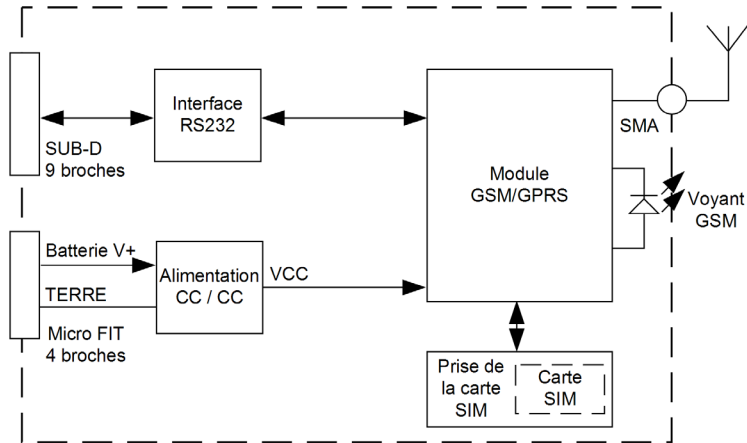 Interface
RS232
SUB-D
9 broches
Module
GSM/GPRS
SMA
Voyant
GSM
Batterie V+
TERRE
Micro FIT
4 broches
Alimentation
CC / CC
VCC
Prise de
la carte
SIM
Carte
SIM